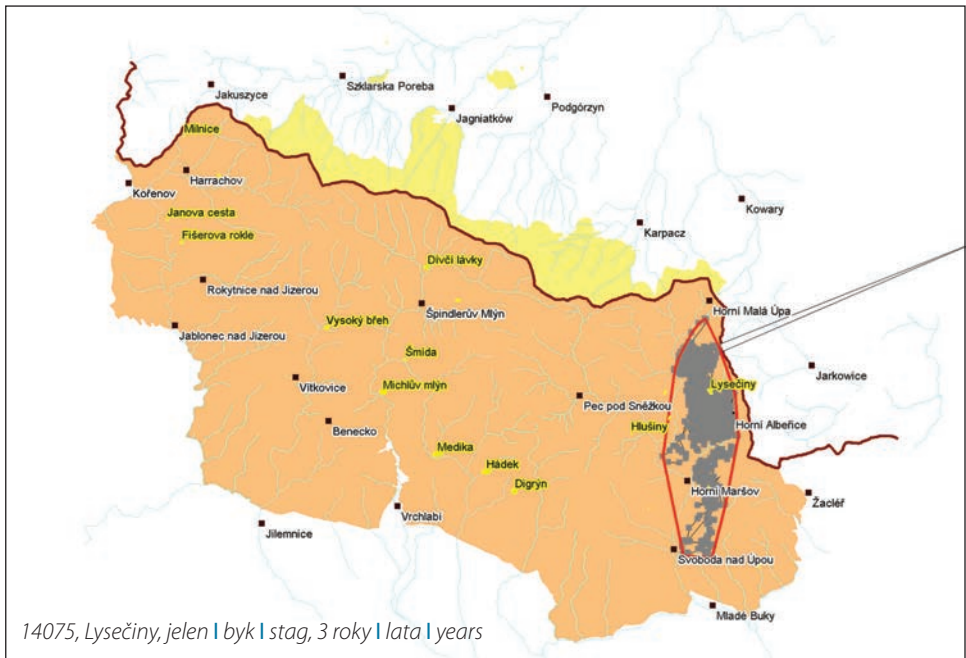 Szklarska Poreba
Jakuszyce
Podgórzyn
Jagniatków
Milnice
Harrachov
Kořenov
Kowary
Janova cesta
Karpacz
Fišerova rokle
Dívčí lávky
Rokytnice nad Jizerou
Horní Malá Úpa
Špindlerův Mlýn
Vysoký břeh
Jablonec nad Jizerou
Šmída
Jarkowice
Vítkovice
Michlův mlýn
Lysečiny
Pec pod Sněžkou
Benecko
Hlušiny
Horní Albeřice
Medika
Hádek
Digrýn
Horní Maršov
Žacléř
Vrchlabí
Jilemnice
Svoboda nad Úpou
Mladé Buky
14075, Lysečiny, jelen I byk I stag, 3 roky I lata I years